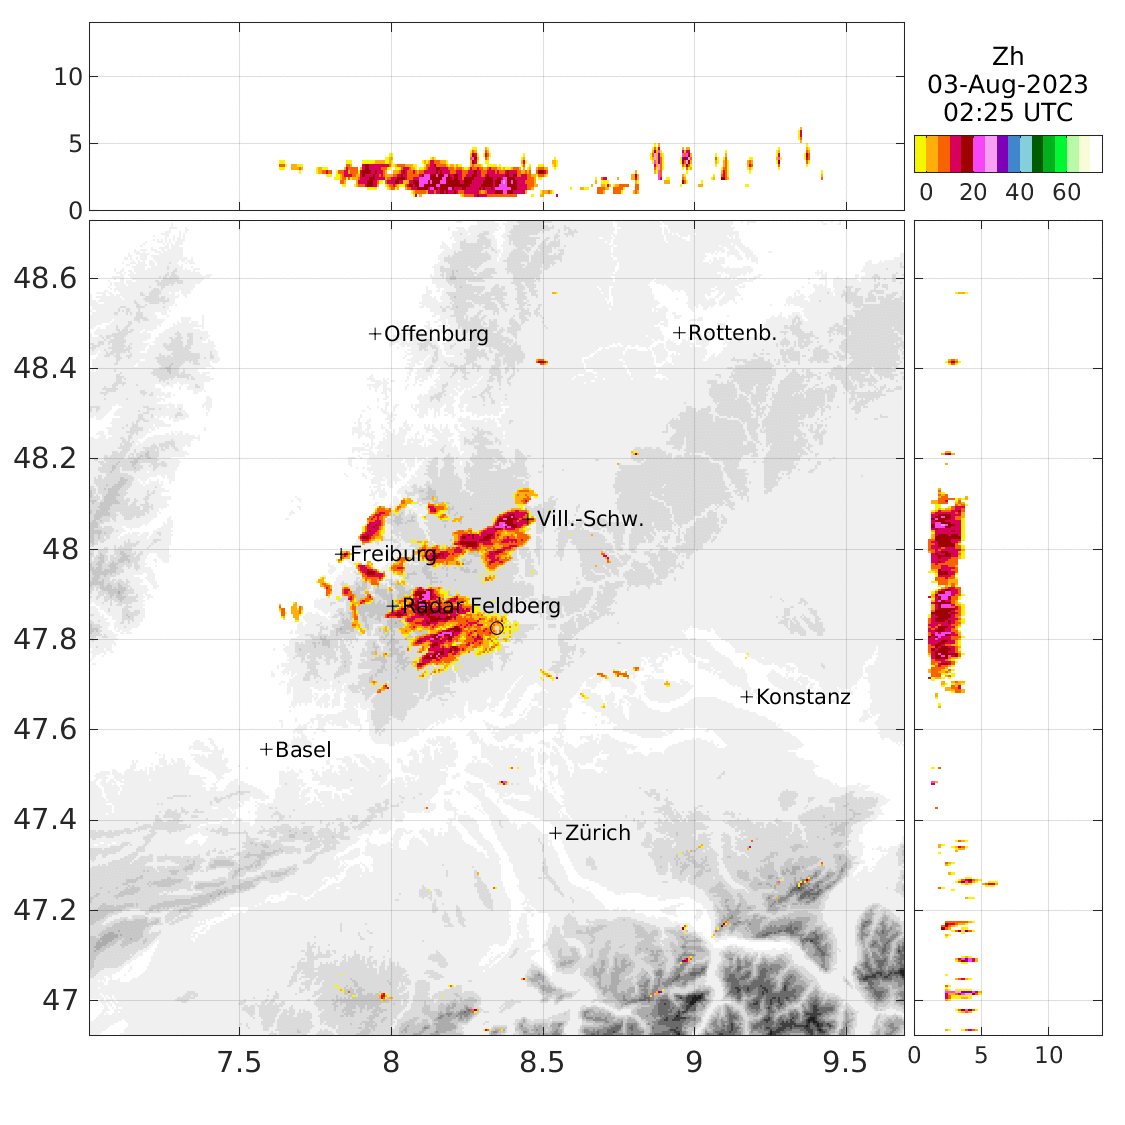 10
5
0
Zh
03-Aug-2023
02:25 UTC
0 20 40 60
48.6
48.4
48.2
48
47.8
47.6
47.4
47.2
47
Offenburg
Rottenb.
Vill.-Schw.
Freiburg
Radar Feldberg
Konstanz
Basel
Zürich
7.5 8 8.5 9 9.5
0 5 10